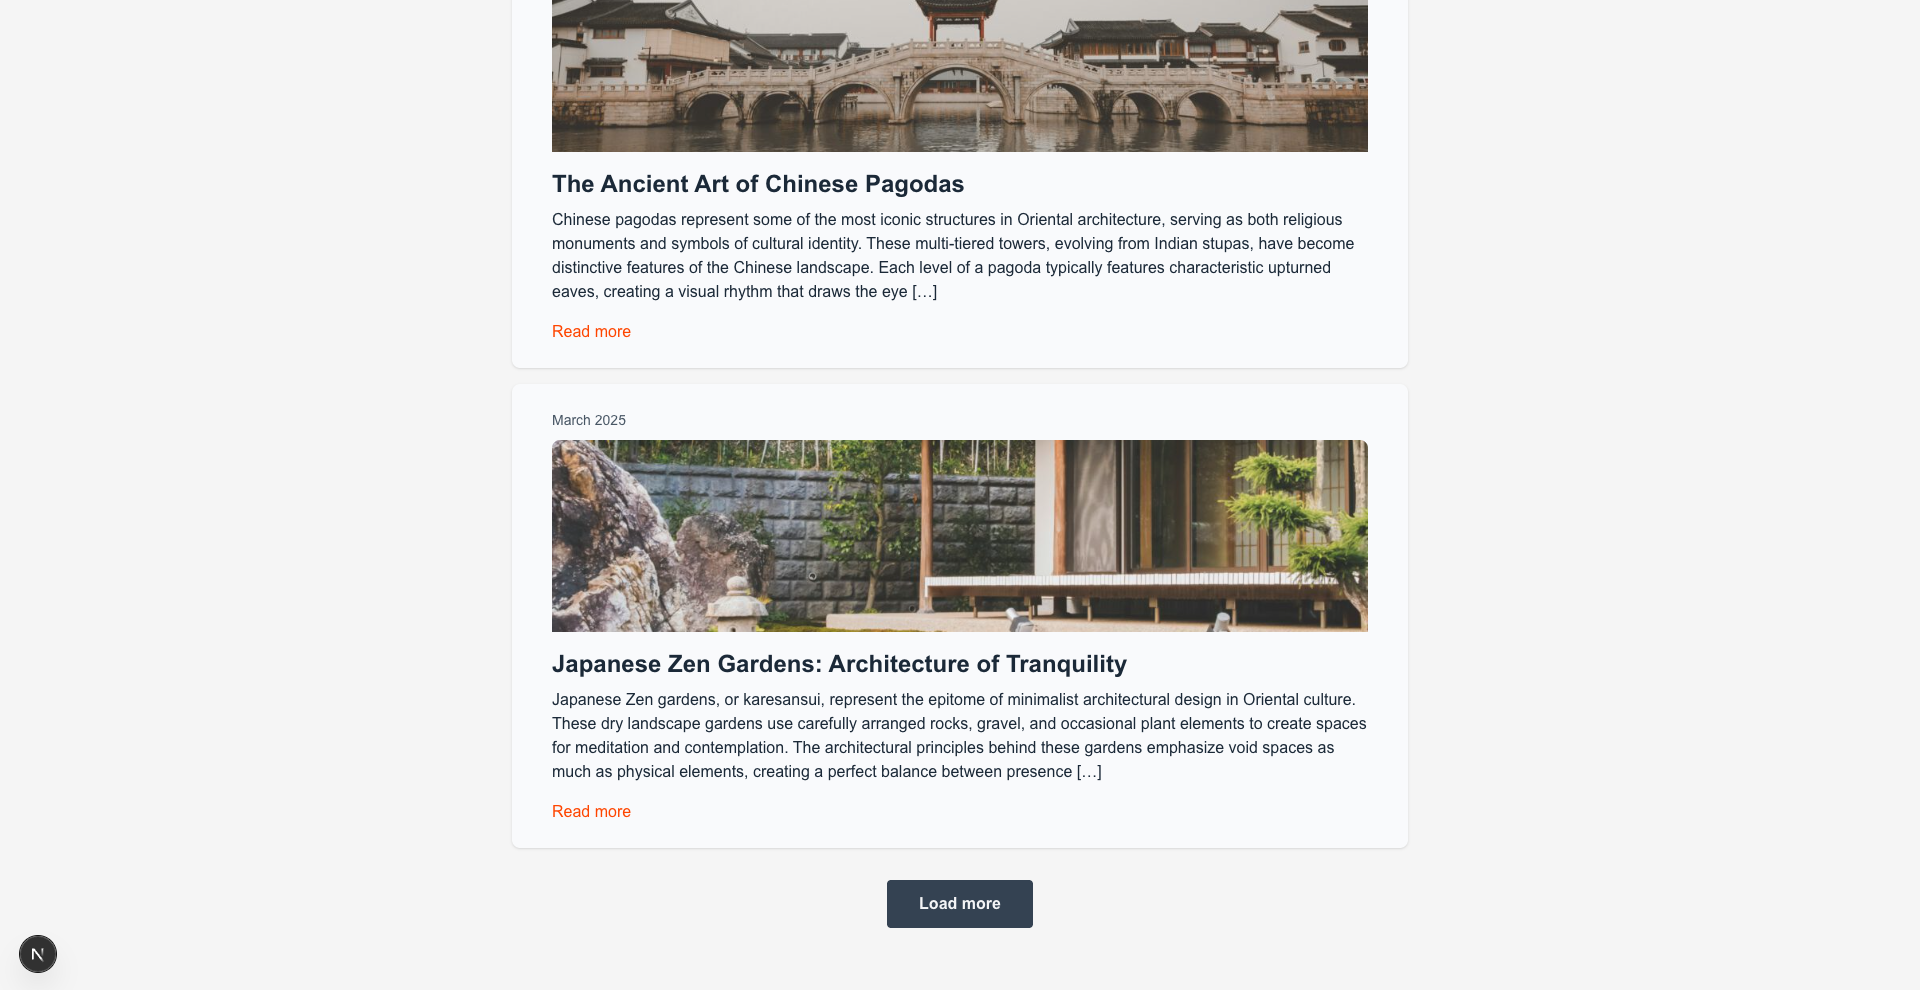 The Ancient Art of Chinese Pagodas
Chinese pagodas represent some of the most iconic structures in Oriental architecture, serving as both religious
monuments and symbols of cultural identity. These multi-tiered towers, evolving from Indian stupas, have become
distinctive features of the Chinese landscape. Each level of a pagoda typically features characteristic upturned
eaves, creating a visual rhythm that draws the eye […]
Read more
March 2025
Japanese Zen Gardens: Architecture of Tranquility
Japanese Zen gardens, or karesansui, represent the epitome of minimalist architectural design in Oriental culture.
These dry landscape gardens use carefully arranged rocks, gravel, and occasional plant elements to create spaces
for meditation and contemplation. The architectural principles behind these gardens emphasize void spaces as
much as physical elements, creating a perfect balance between presence […]
Read more
Load more
N